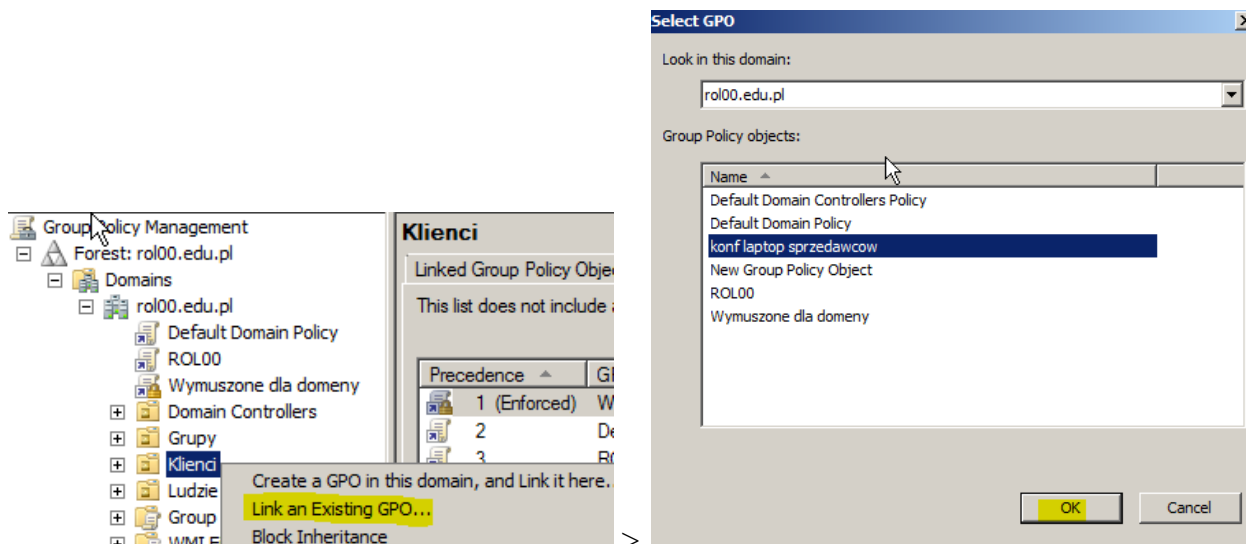 Group Policy Management
Forest: rol00.edu.pl
Domains
rol00.edu.pl
Default Domain Policy
ROL00
Wymuszone dla domeny
Domain Controllers
Grupy
Klienci
Ludzie
Group
Klienci
Linked Group Policy Obje
This list does not include
Precedence
1 (Enforced) W
2 De
3
Create a GPO in this domain, and Link it here..
Link an Existing GPO...
Block Inheritance
>
Select GPO
Look in this domain:
rol00.edu.pl
Group Policy objects:
Name
Default Domain Controllers Policy
Default Domain Policy
konf laptop sprzedawcow
New Group Policy Object
ROL00
Wymuszone dla domeny
OK Cancel